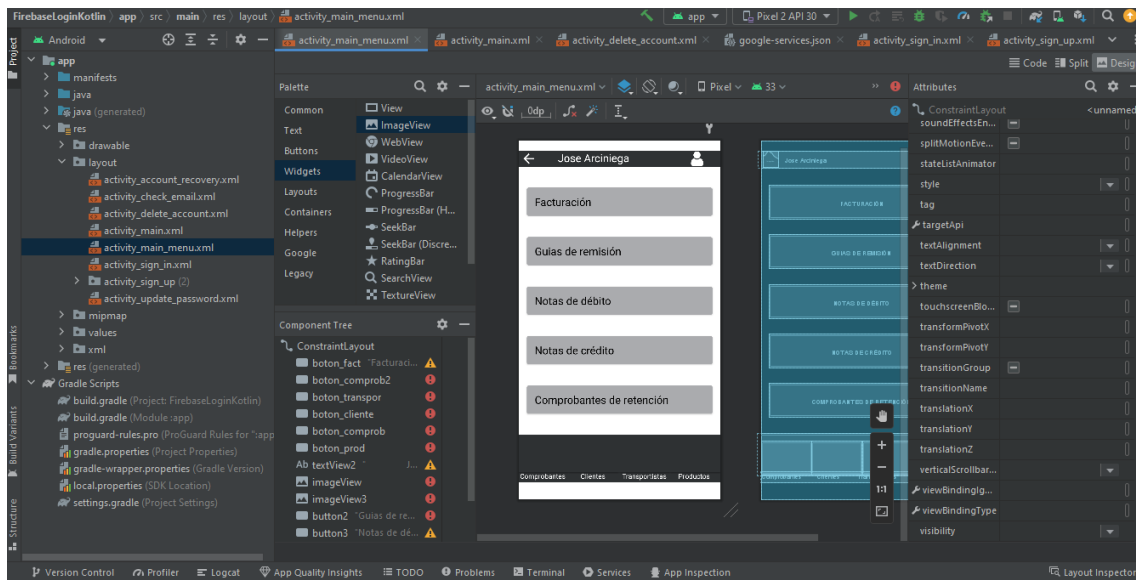 FirebaseLoginKotlin app src main res layout activity_main_menu.xml
app Pixel 2 API 30
Android
activity_main_menu.xml activity_main.xml activity_delete_account.xml google-services.json activity_sign_in.xml activity_sign_up.xml
Code Split Desig
Project
app
manifests
java
java (generated)
res
drawable
layout
activity_account_recovery.xml
activity_check_email.xml
activity_delete_account.xml
activity_main.xml
activity_main_menu.xml
activity_sign_in.xml
activity_sign_up (2)
activity_update_password.xml
mipmap
values
xml
res (generated)
Gradle Scripts
build.gradle (Project: FirebaseLoginKotlin)
build.gradle (Module :app)
proguard-rules.pro (ProGuard Rules for ":app
gradle.properties (Project Properties)
gradle-wrapper.properties (Gradle Version)
local.properties (SDK Location)
settings.gradle (Project Settings)
Bookmarks
Build Variants
Structure
Palette
Common
Text
Buttons
Widgets
Layouts
Containers
Helpers
Google
Legacy
View
ImageView
WebView
VideoView
CalendarView
ProgressBar
ProgressBar (H...
SeekBar
SeekBar (Discre...
RatingBar
SearchView
TextureView
Component Tree
ConstraintLayout
boton_fact "Facturaci...
boton_comprob2
boton_transpor
boton_cliente
boton_comprob
boton_prod
Ab textView2 " J...
imageView
imageView3
button2 "Guias de re...
button3 "Notas de dé...
activity_main_menu.xml Pixel 33
0dp
Jose Arciniega
Facturación
Guias de remisión
Notas de débito
Notas de crédito
Comprobantes de retención
Comprobantes Clientes Transportistas Productos
Jose Arciniega
FACTURACIÓN
GUIAS DE REMISIÓN
NOTAS DE DÉBITO
NOTAS DE CRÉDITO
1:1
Attributes
ConstraintLayout <unnamed
soundEffectsEn...
splitMotionEve...
stateListAnimator
style
tag
targetApi
textAlignment
textDirection
theme
touchscreenBlo...
transformPivotX
transformPivotY
transitionGroup
transitionName
translationX
translationY
translationZ
verticalScrollbar...
viewBindingIg...
viewBindingType
visibility
Version Control Profiler Logcat App Quality Insights TODO Problems Terminal Services App Inspection Layout Inspector